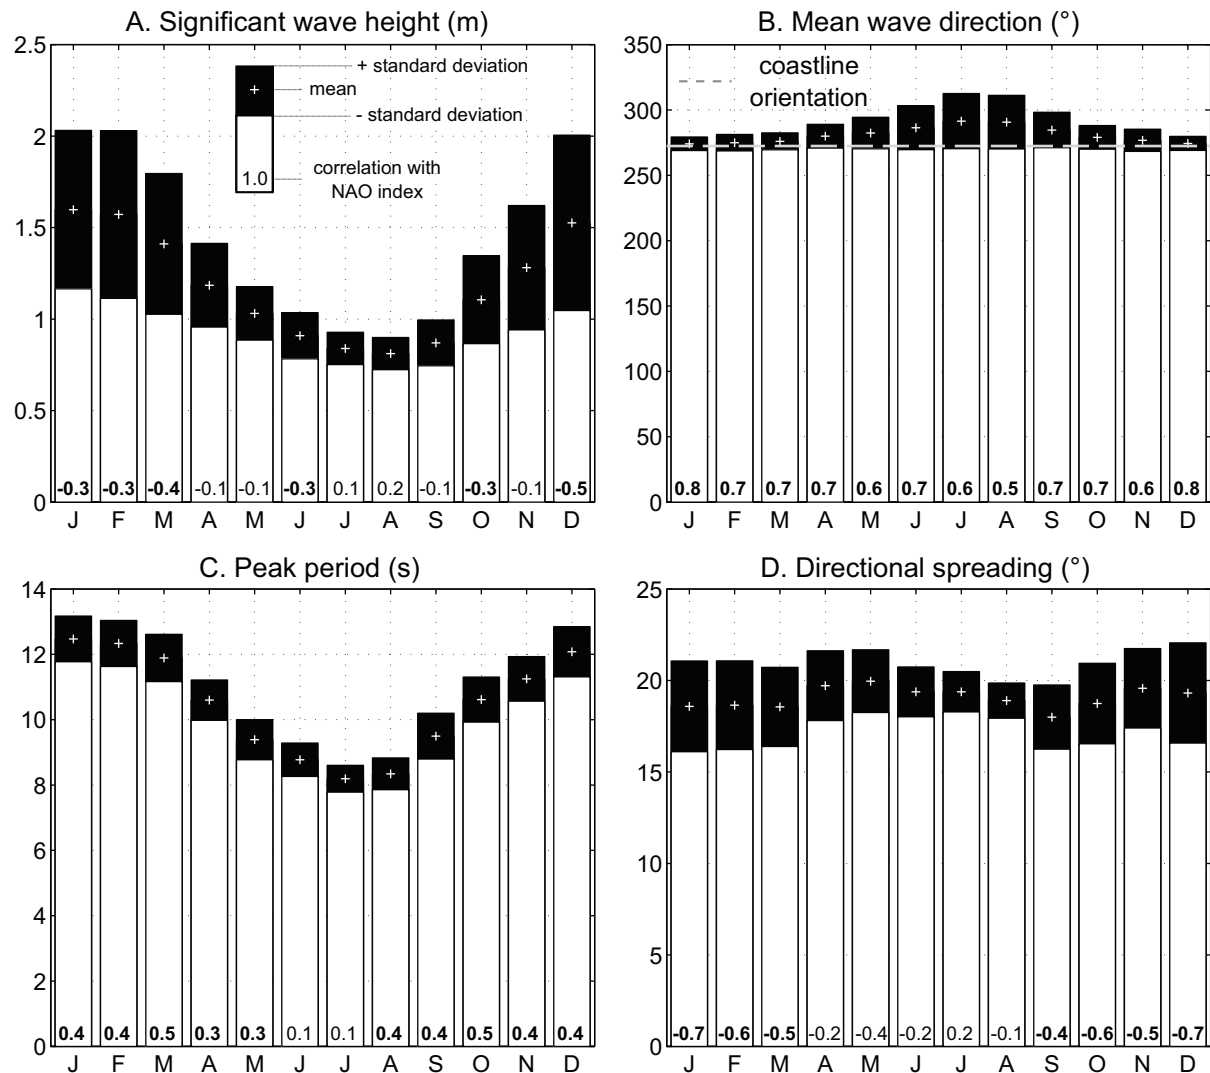 A. Significant wave height (m)
2.5
2
1.5
1
0.5
0
+ standard deviation
mean
- standard deviation
correlation with
NAO index
1.0
-0.3 -0.3 -0.4 -0.1 -0.1 -0.3 0.1 0.2 -0.1 -0.3 -0.1 -0.5
J F M A M J J A S O N D
B. Mean wave direction (°)
350
300
250
200
150
100
50
0
coastline
orientation
0.8 0.7 0.7 0.7 0.6 0.7 0.6 0.5 0.7 0.7 0.6 0.8
J F M A M J J A S O N D
C. Peak period (s)
14
12
10
8
6
4
2
0
0.4 0.4 0.5 0.3 0.3 0.1 0.1 0.4 0.4 0.5 0.4 0.4
J F M A M J J A S O N D
D. Directional spreading (°)
25
20
15
10
5
0
-0.7 -0.6 -0.5 -0.2 -0.4 -0.2 0.2 -0.1 -0.4 -0.6 -0.5 -0.7
J F M A M J J A S O N D